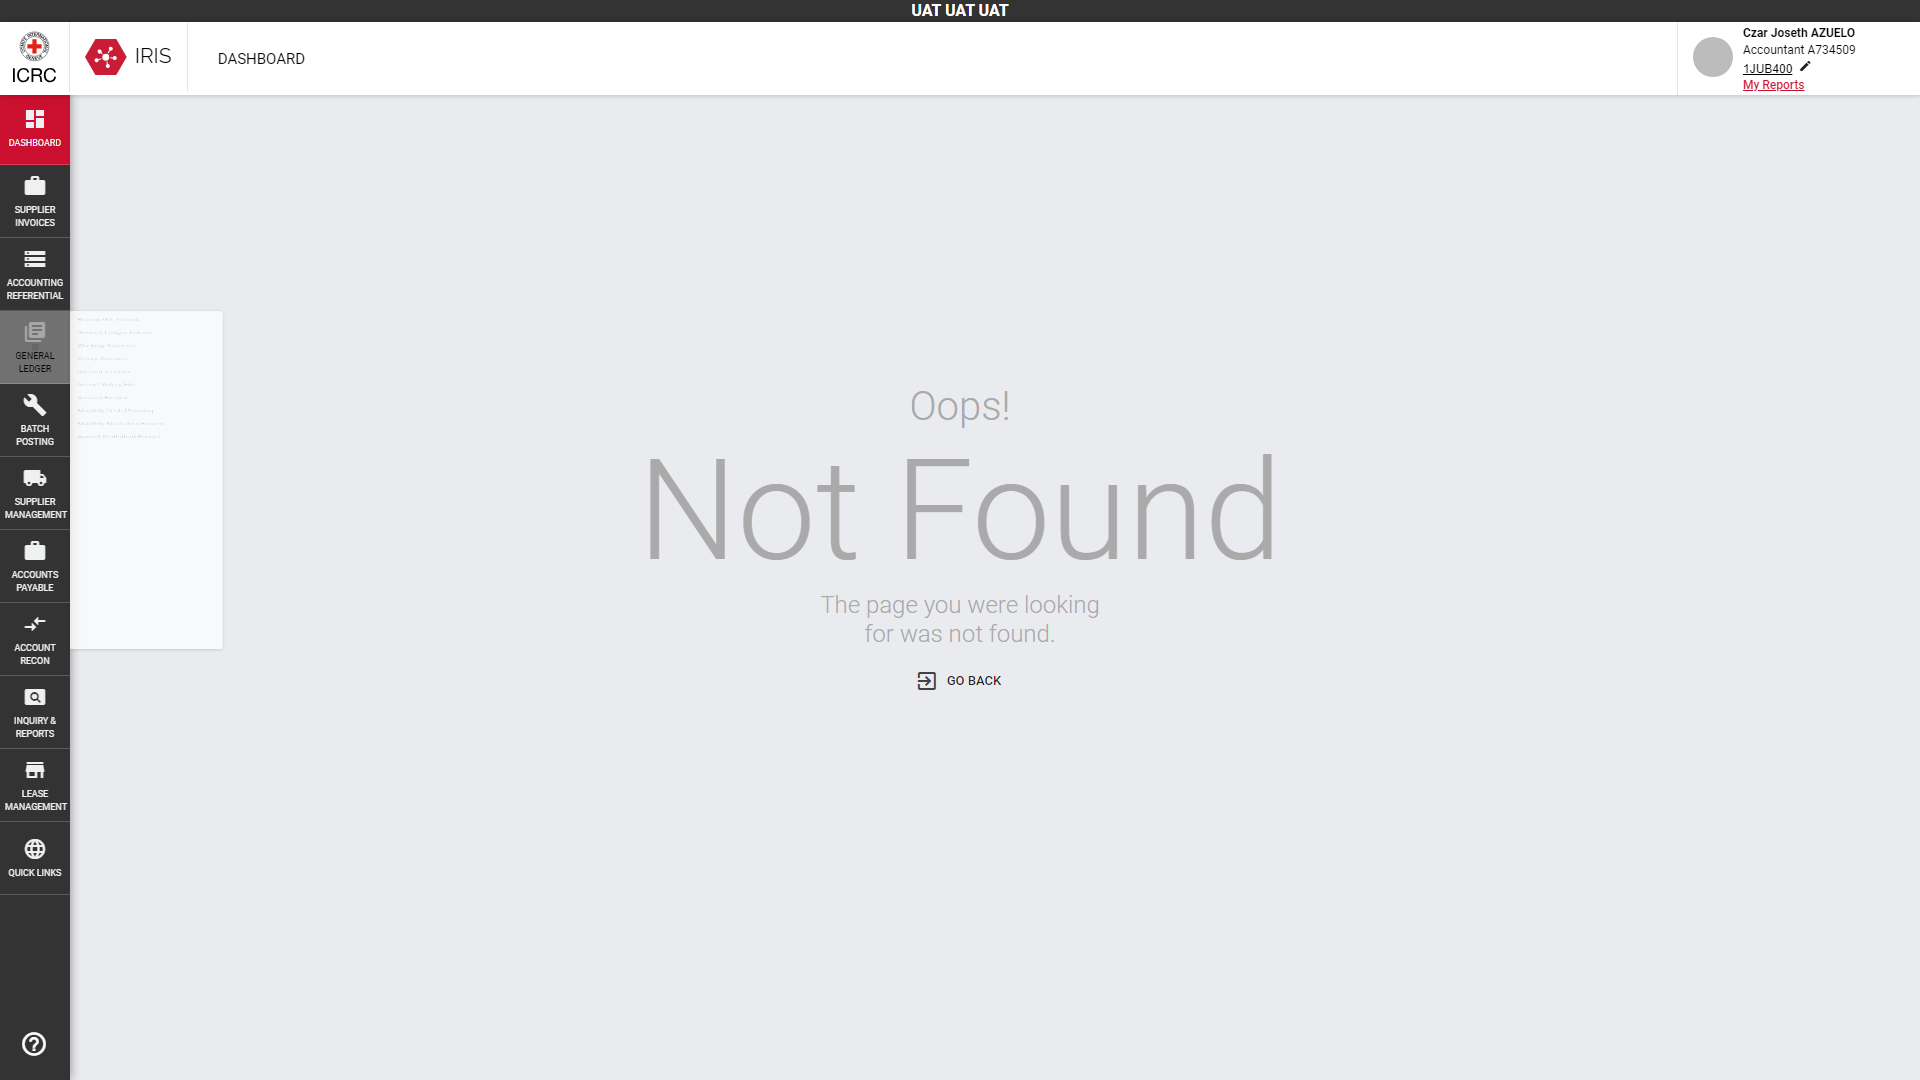 UAT UAT UAT
ICRC
IRIS
DASHBOARD
Czar Joseth AZUELO
Accountant A734509
1JUB400
My Reports
DASHBOARD
SUPPLIER
INVOICES
ACCOUNTING
REFERENTIAL
GENERAL
LEDGER
BATCH
POSTING
SUPPLIER
MANAGEMENT
ACCOUNTS
PAYABLE
ACCOUNT
RECON
INQUIRY &
REPORTS
LEASE
MANAGEMENT
QUICK LINKS
Oops!
Not Found
The page you were looking
for was not found.
GO BACK